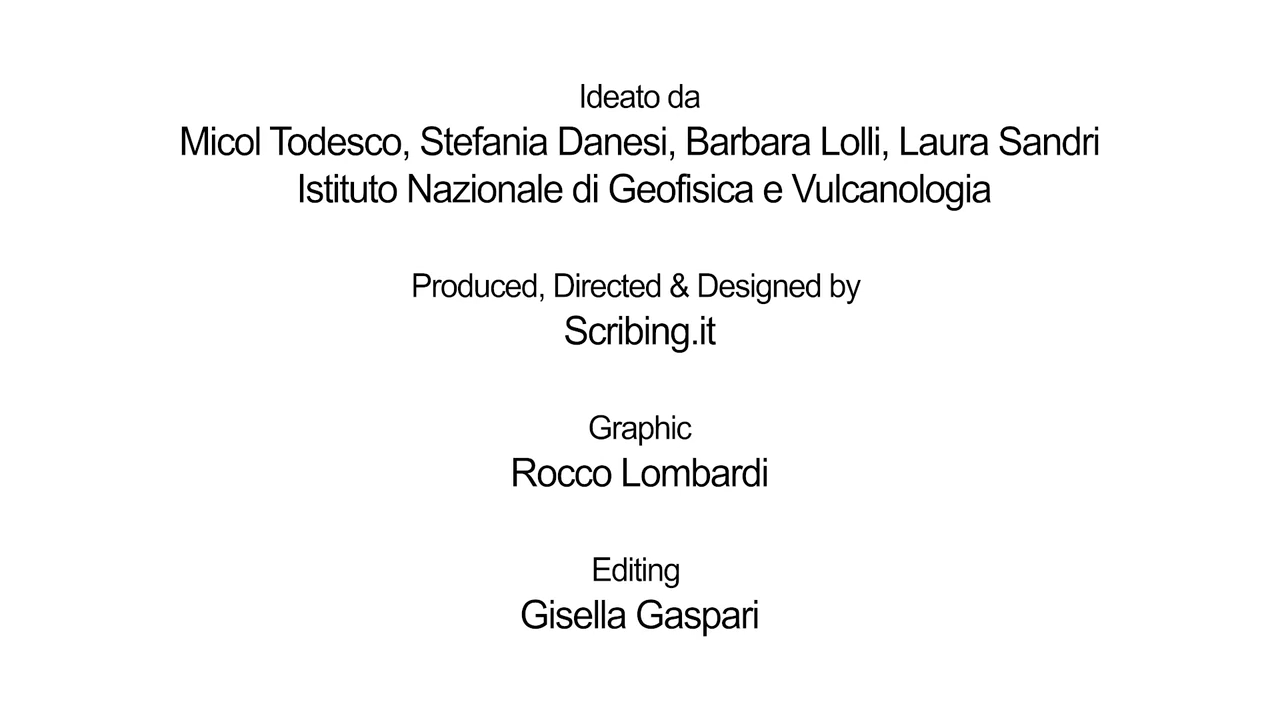 Ideato da
Micol Todesco, Stefania Danesi, Barbara Lolli, Laura Sandri
Istituto Nazionale di Geofisica e Vulcanologia
Produced, Directed & Designed by
Scribing.it
Graphic
Rocco Lombardi
Editing
Gisella Gaspari